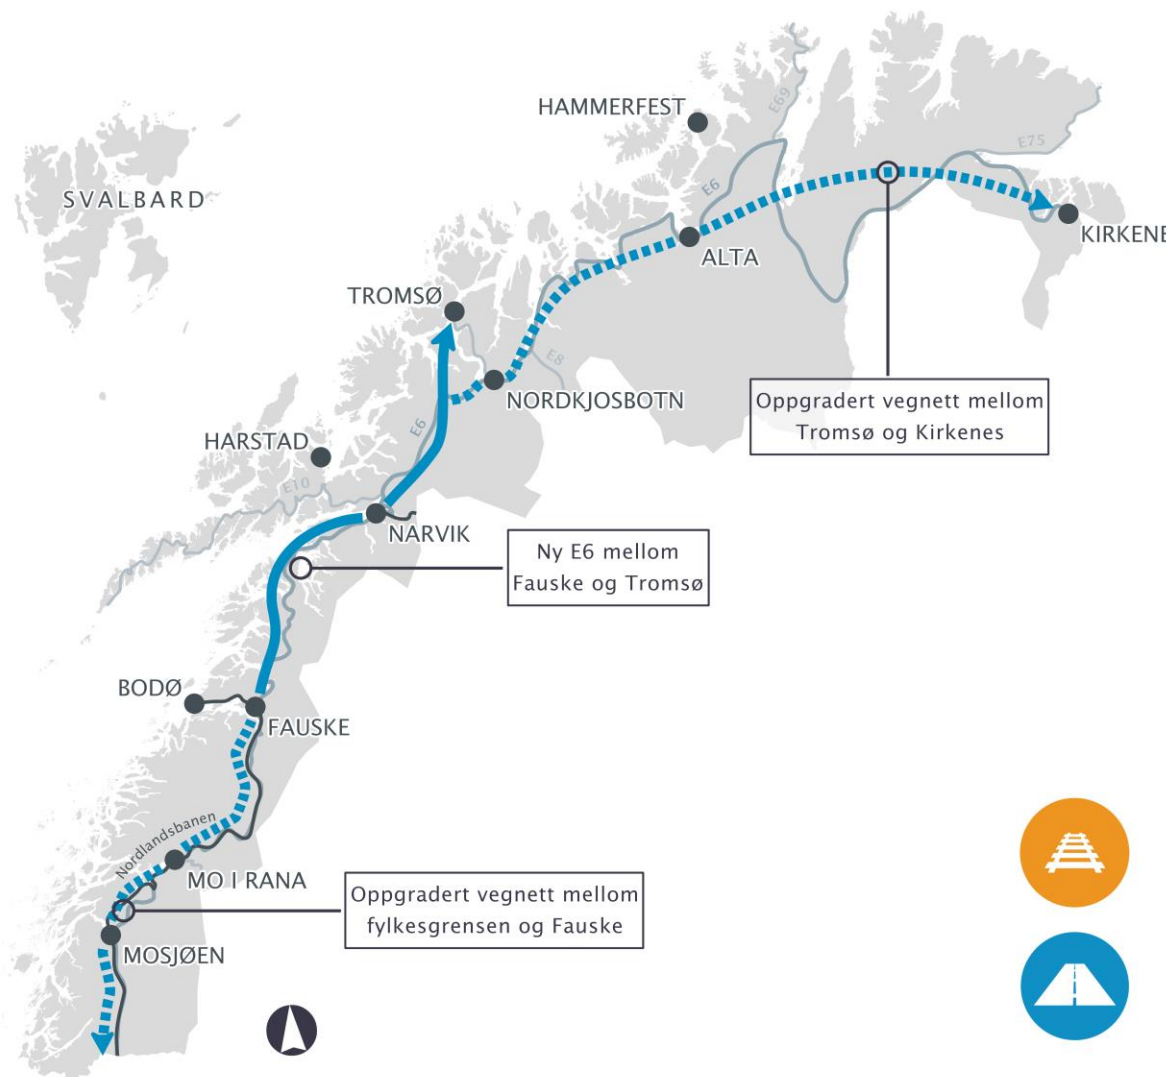 E69
HAMMERFEST
E75
E6
SVALBARD
KIRKENE
ALTA
TROMSØ
E8
NORDKJOSBOTN
Oppgradert vegnett mellom
Tromsø og Kirkenes
E6
HARSTAD
E10
NARVIK
Ny E6 mellom
Fauske og Tromsø
BODØ
FAUSKE
Nordlandsbanen
MO I RANA
Oppgradert vegnett mellom
fylkesgrensen og Fauske
MOSJØEN